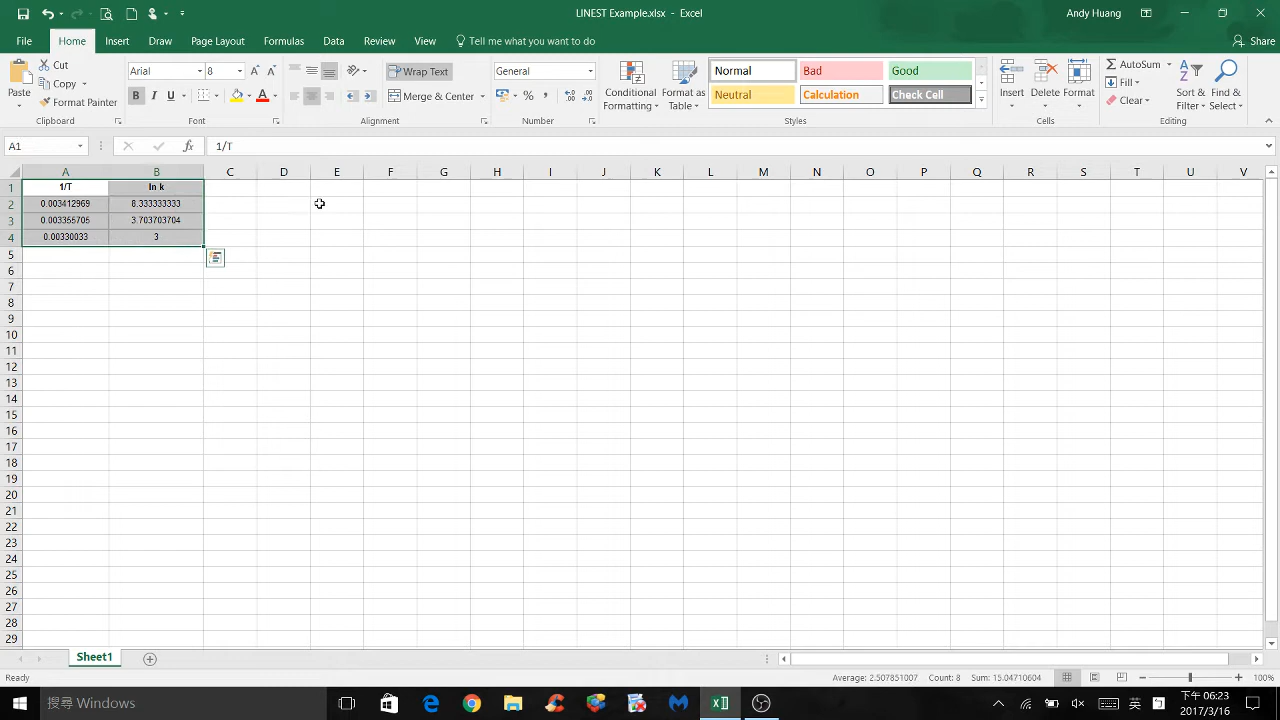 LINEST Example.xlsx - Excel
Andy Huang
File Home Insert Draw Page Layout Formulas Data Review View Tell me what you want to do Share
Paste
Cut
Copy
Format Painter
Clipboard
Arial 8
B I U
Font
Wrap Text
Merge & Center
Alignment
General
Number
Conditional Formatting
Format as Table
Normal Bad Good
Neutral Calculation Check Cell
Styles
Insert Delete Format
Cells
AutoSum
Fill
Clear
Sort & Filter
Find & Select
Editing
A1 fx 1/T
A B C D E F G H I J K L M N O P Q R S T U V
1 1/T ln k
2 0.003412969 8.333333333
3 0.003355705 3.703703704
4 0.00330033 3
5
6
7
8
9
10
11
12
13
14
15
16
17
18
19
20
21
22
23
24
25
26
27
28
29
Sheet1
Ready Average: 2.507851007 Count: 8 Sum: 15.04710604 100%
搜尋 Windows
下午 06:23
2017/3/16